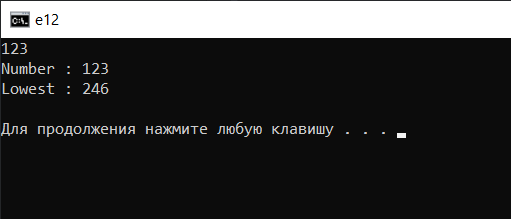 e12
123
Number : 123
Lowest : 246
Для продолжения нажмите любую клавишу . . .